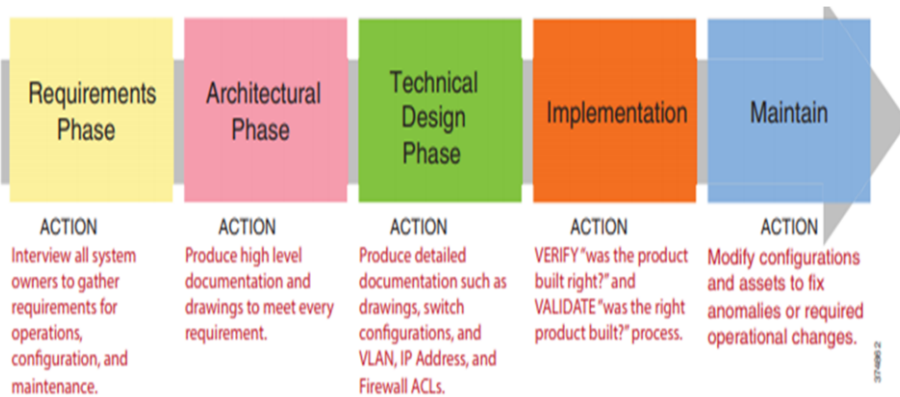 Requirements
Phase
Architectural
Phase
Technical
Design
Phase
Implementation
Maintain
ACTION
Interview all system
owners to gather
requirements for
operations,
configuration, and
maintenance.
ACTION
Produce high level
documentation and
drawings to meet every
requirement.
ACTION
Produce detailed
documentation such as
drawings, switch
configurations, and
VLAN, IP Address, and
Firewall ACLs.
ACTION
VERIFY “was the product
built right?” and
VALIDATE “was the right
product built?” process.
ACTION
Modify configurations
and assets to fix
anomalies or required
operational changes.
374862